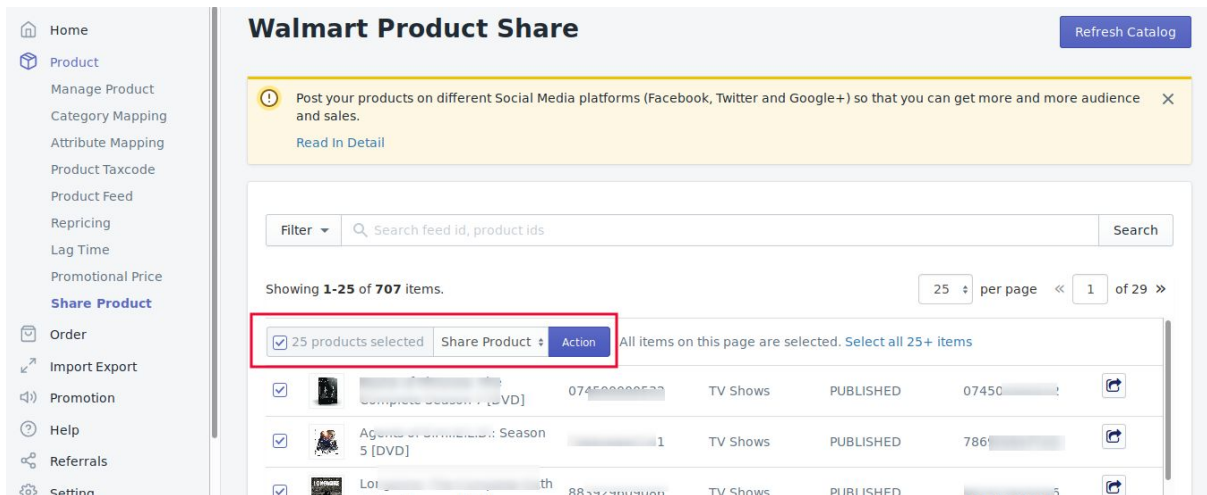 Home
Product
Manage Product
Category Mapping
Attribute Mapping
Product Taxcode
Product Feed
Repricing
Lag Time
Promotional Price
Share Product
Order
Import Export
Promotion
Help
Referrals
Setting
Walmart Product Share
Refresh Catalog
Post your products on different Social Media platforms (Facebook, Twitter and Google+) so that you can get more and more audience
and sales.
Read In Detail
Filter
Search feed id, product ids
Search
Showing 1-25 of 707 items.
25 per page « 1 of 29 »
25 products selected Share Product Action All items on this page are selected. Select all 25+ items
TV Shows PUBLISHED 07450
Season
5 [DVD] 1 TV Shows PUBLISHED
TV Shows PUBLISHED